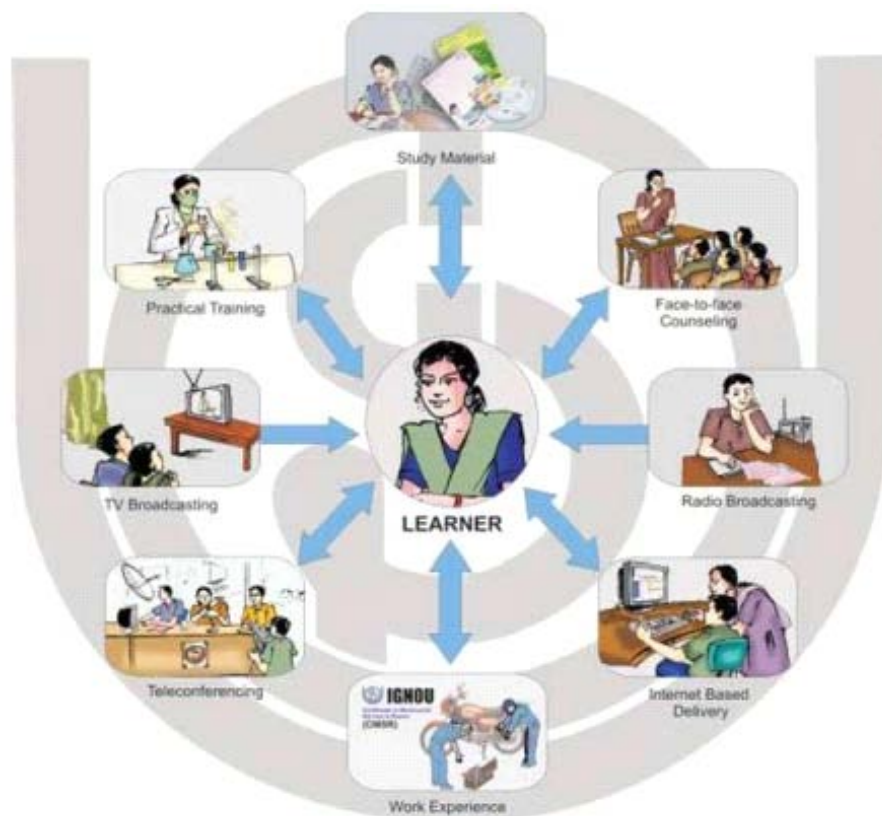 Study Material
Practical Training
Face-to-face
Counseling
TV Broadcasting
LEARNER
Radio Broadcasting
Teleconferencing
IGNOU
(CMSR)
Internet Based
Delivery
Work Experience